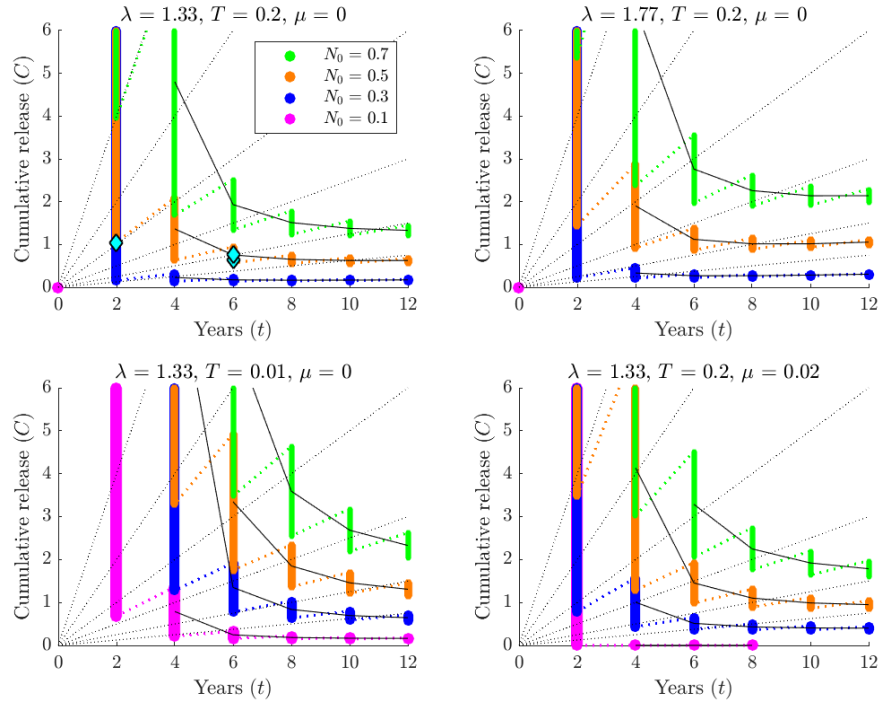 λ = 1.33, T = 0.2, μ = 0
Cumulative release (C)
6
5
4
3
2
1
0
N₀ = 0.7
N₀ = 0.5
N₀ = 0.3
N₀ = 0.1
0 2 4 6 8 10 12
Years (t)
λ = 1.77, T = 0.2, μ = 0
Cumulative release (C)
6
5
4
3
2
1
0
0 2 4 6 8 10 12
Years (t)
λ = 1.33, T = 0.01, μ = 0
Cumulative release (C)
6
5
4
3
2
1
0
0 2 4 6 8 10 12
Years (t)
λ = 1.33, T = 0.2, μ = 0.02
Cumulative release (C)
6
5
4
3
2
1
0
0 2 4 6 8 10 12
Years (t)